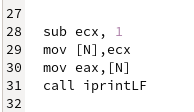 27
28 sub ecx, 1
29 mov [N],ecx
30 mov eax,[N]
31 call iprintLF
32